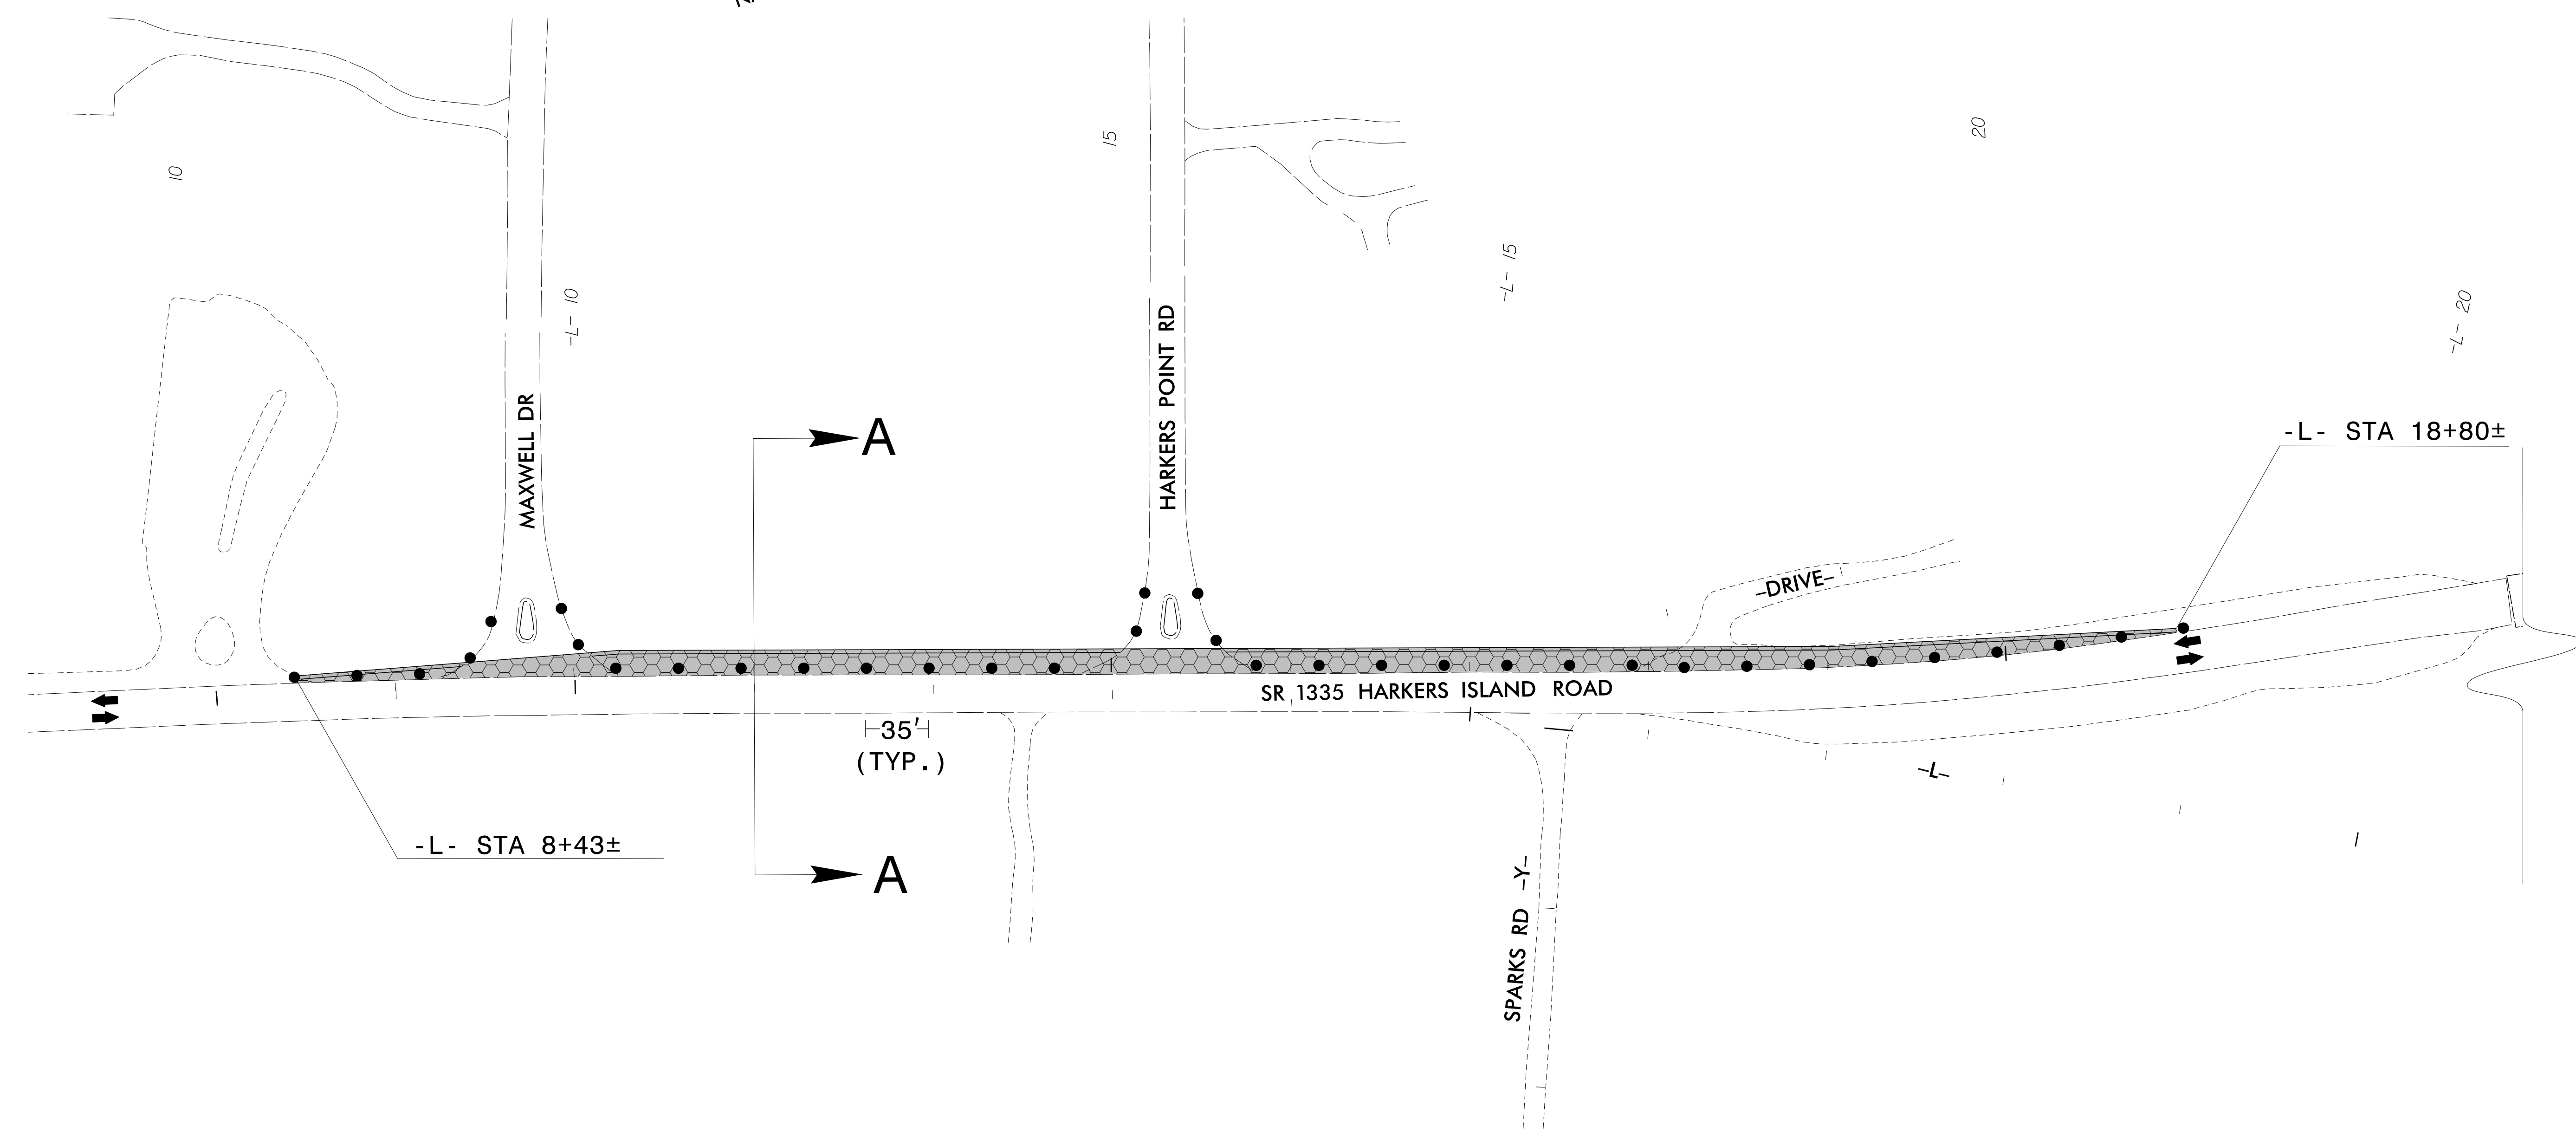 10
15
20
-L- 10
-L- 15
-L- 20
MAXWELL DR
HARKERS POINT RD
A
-L- STA 18+80±
-DRIVE-
SR 1335 HARKERS ISLAND ROAD
35'
(TYP.)
-L-
-L- STA 8+43±
A
SPARKS RD -Y-